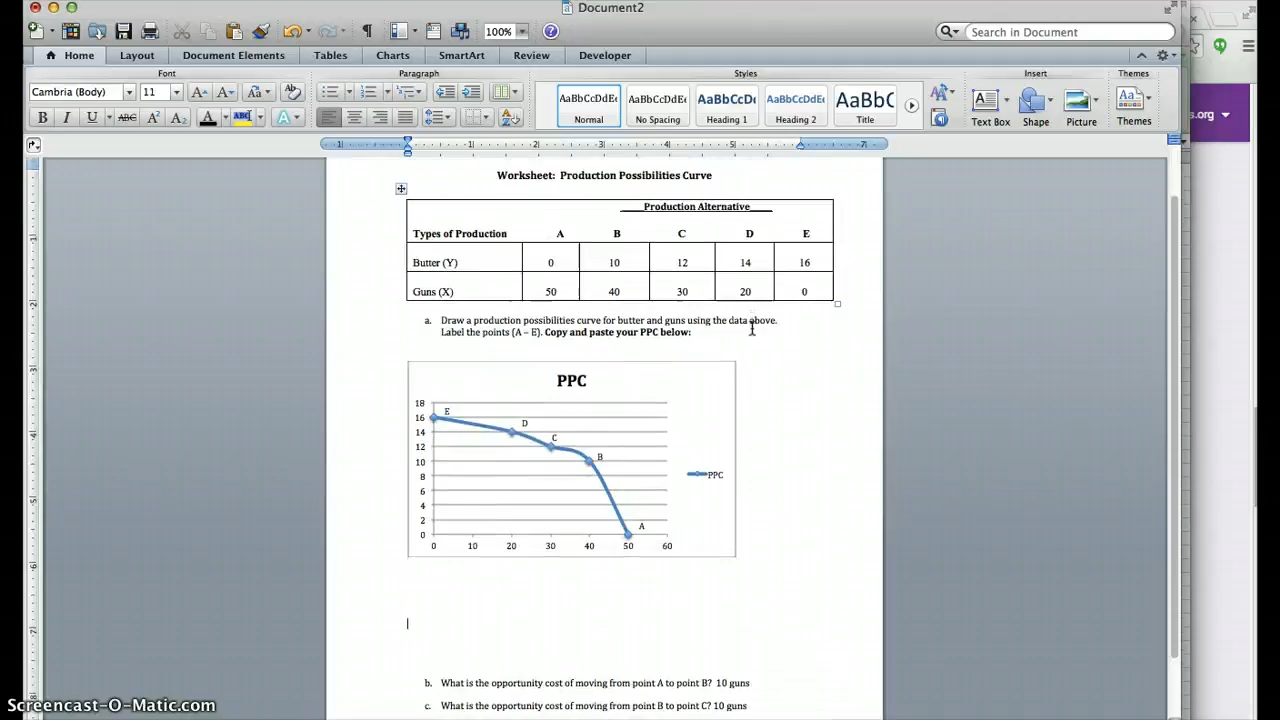 Document2
100%
Search in Document
Home Layout Document Elements Tables Charts SmartArt Review Developer
Font Paragraph Styles Insert Themes
Cambria (Body) 11
AaBbCcDdEe AaBbCcDdEe AaBbCcDd AaBbCcDdEe AaBbC
Normal No Spacing Heading 1 Heading 2 Title
Text Box Shape Picture Themes
s.org
Worksheet: Production Possibilities Curve
Production Alternative
Types of Production A B C D E
Butter (Y) 0 10 12 14 16
Guns (X) 50 40 30 20 0
a. Draw a production possibilities curve for butter and guns using the data above.
Label the points (A – E). Copy and paste your PPC below:
PPC
18
16
14
12
10
8
6
4
2
0
0 10 20 30 40 50 60
E
D
C
B
A
PPC
b. What is the opportunity cost of moving from point A to point B? 10 guns
c. What is the opportunity cost of moving from point B to point C? 10 guns
Screencast-O-Matic.com